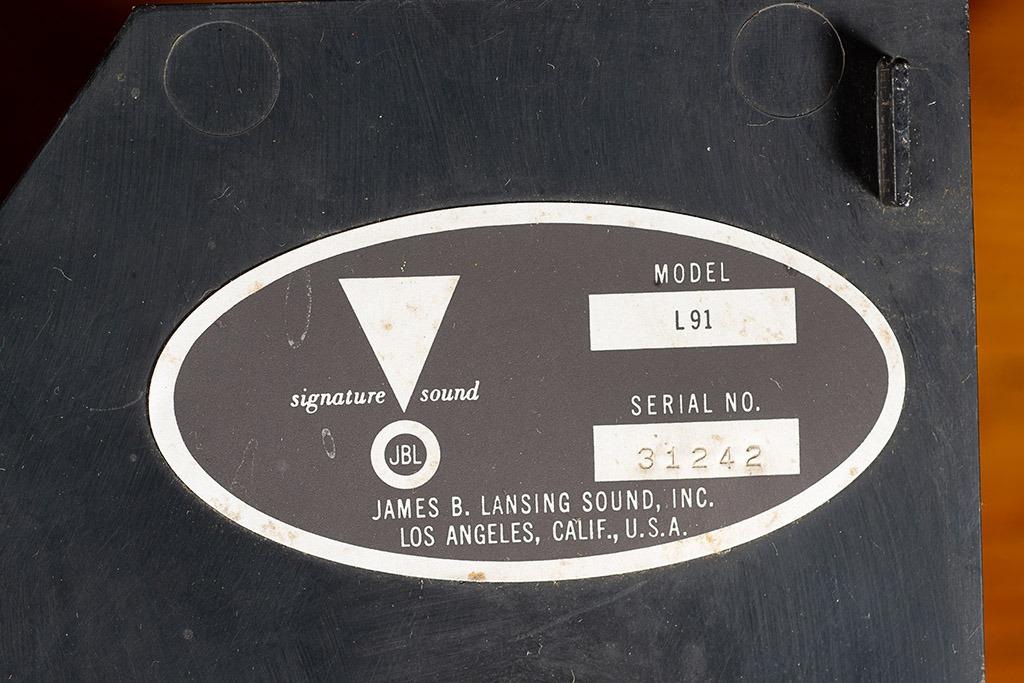 MODEL
L91
signature sound
SERIAL NO.
31242
JBL
JAMES B. LANSING SOUND, INC.
LOS ANGELES, CALIF., U.S.A.